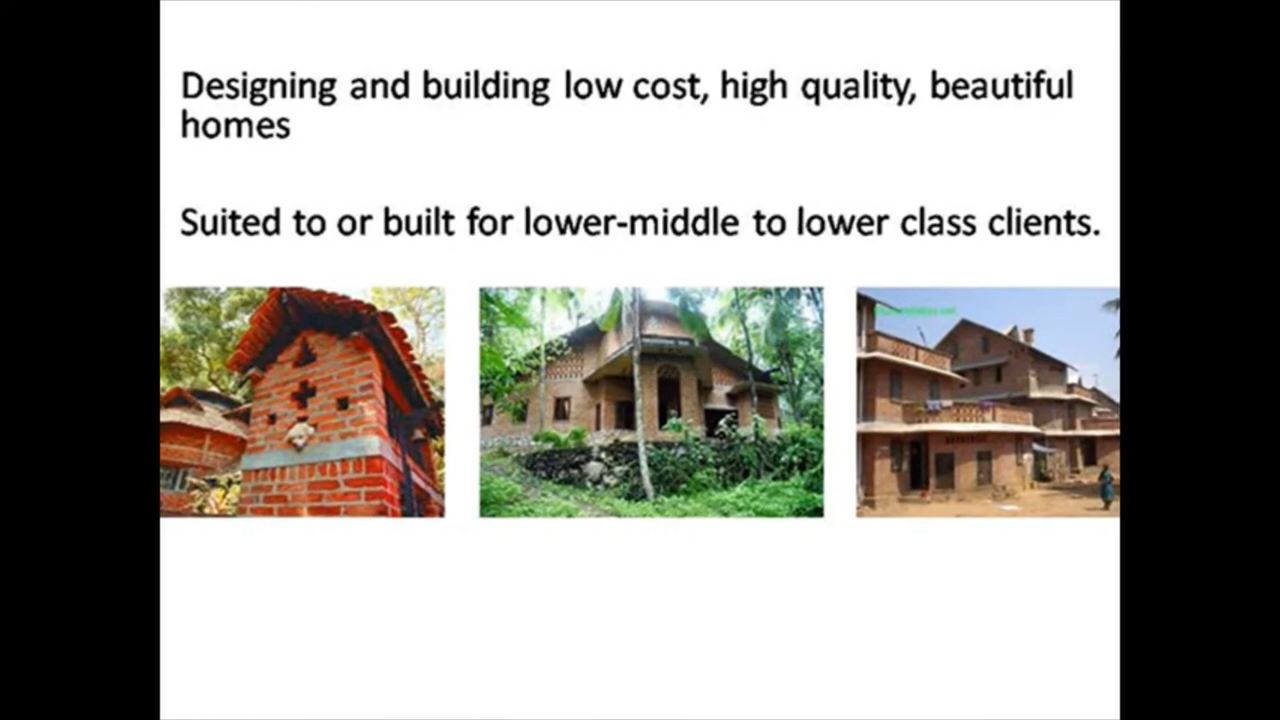 Designing and building low cost, high quality, beautiful
homes
Suited to or built for lower-middle to lower class clients.